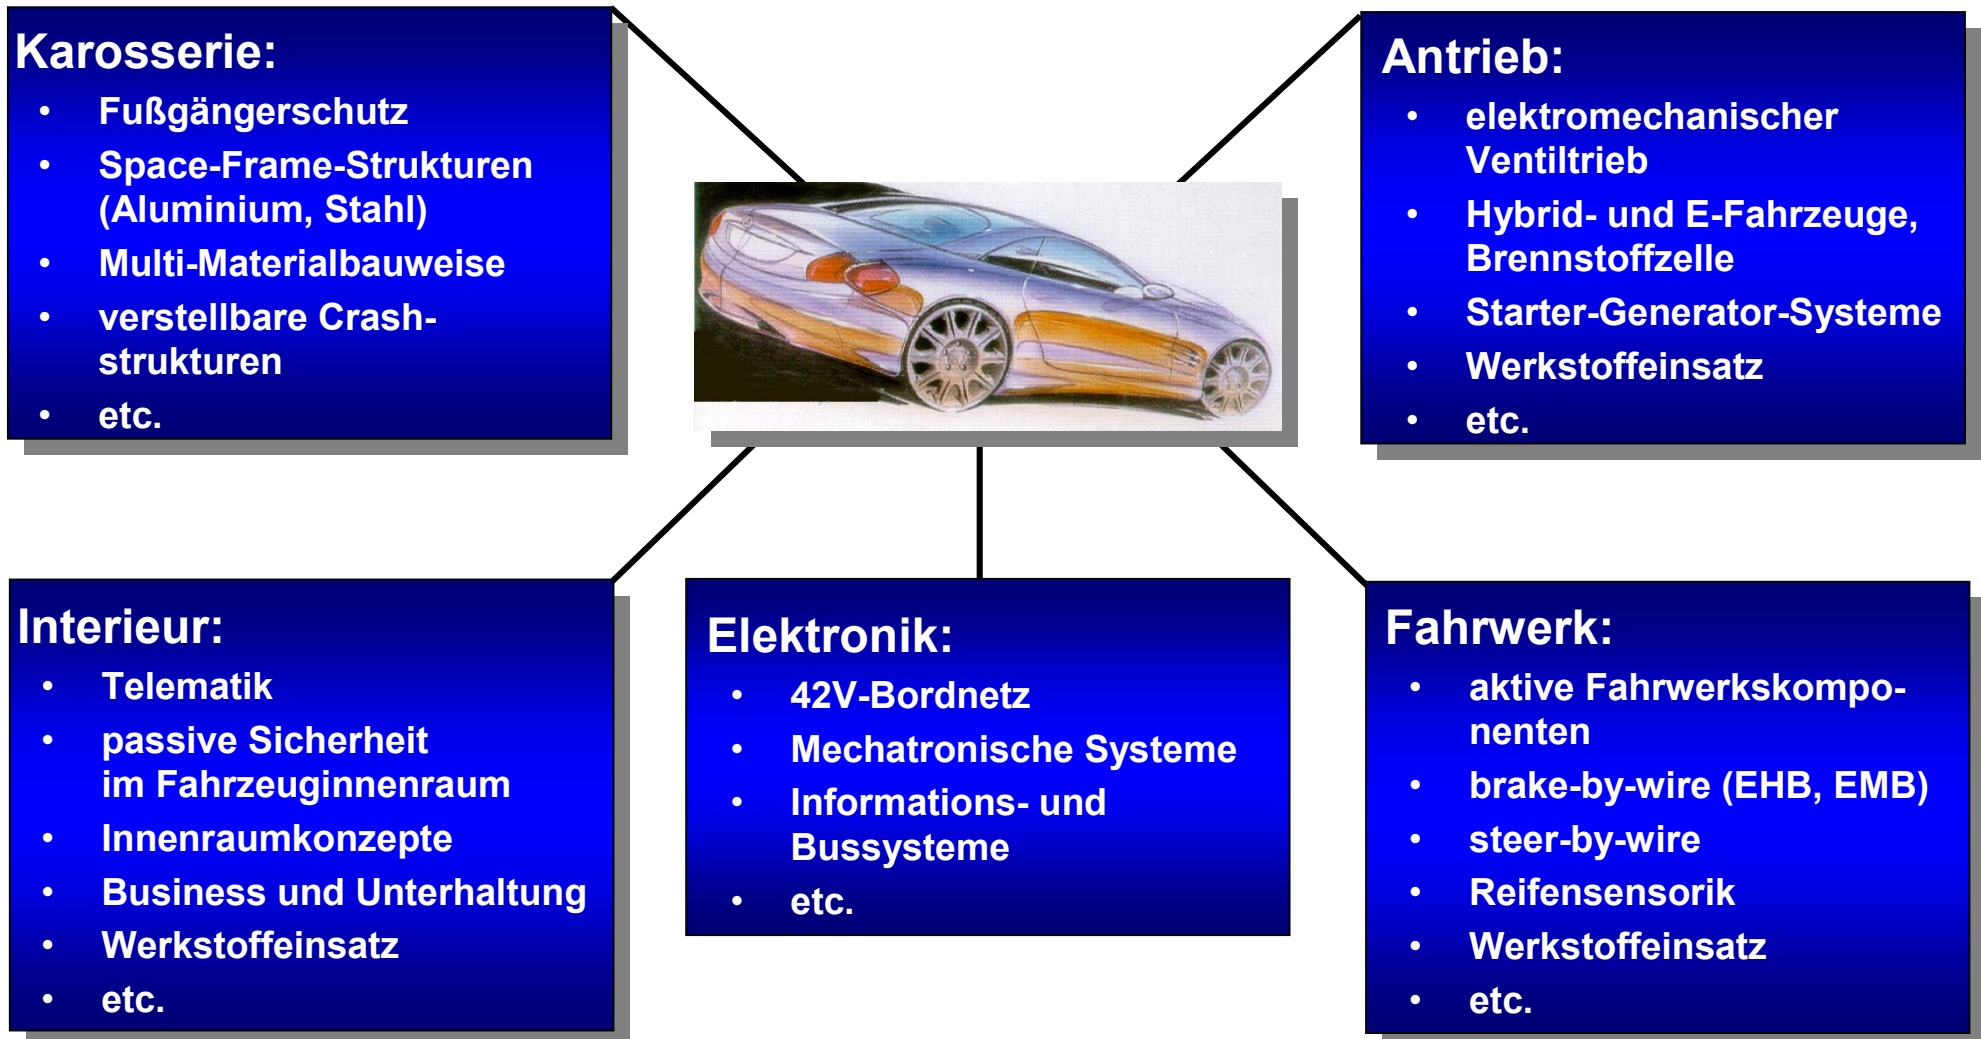 Karosserie:
• Fußgängerschutz
• Space-Frame-Strukturen
(Aluminium, Stahl)
• Multi-Materialbauweise
• verstellbare Crash-
strukturen
• etc.
Antrieb:
• elektromechanischer
Ventiltrieb
• Hybrid- und E-Fahrzeuge,
Brennstoffzelle
• Starter-Generator-Systeme
• Werkstoffeinsatz
• etc.
Interieur:
• Telematik
• passive Sicherheit
im Fahrzeuginnenraum
• Innenraumkonzepte
• Business und Unterhaltung
• Werkstoffeinsatz
• etc.
Elektronik:
• 42V-Bordnetz
• Mechatronische Systeme
• Informations- und
Bussysteme
• etc.
Fahrwerk:
• aktive Fahrwerkskompo-
nenten
• brake-by-wire (EHB, EMB)
• steer-by-wire
• Reifensensorik
• Werkstoffeinsatz
• etc.